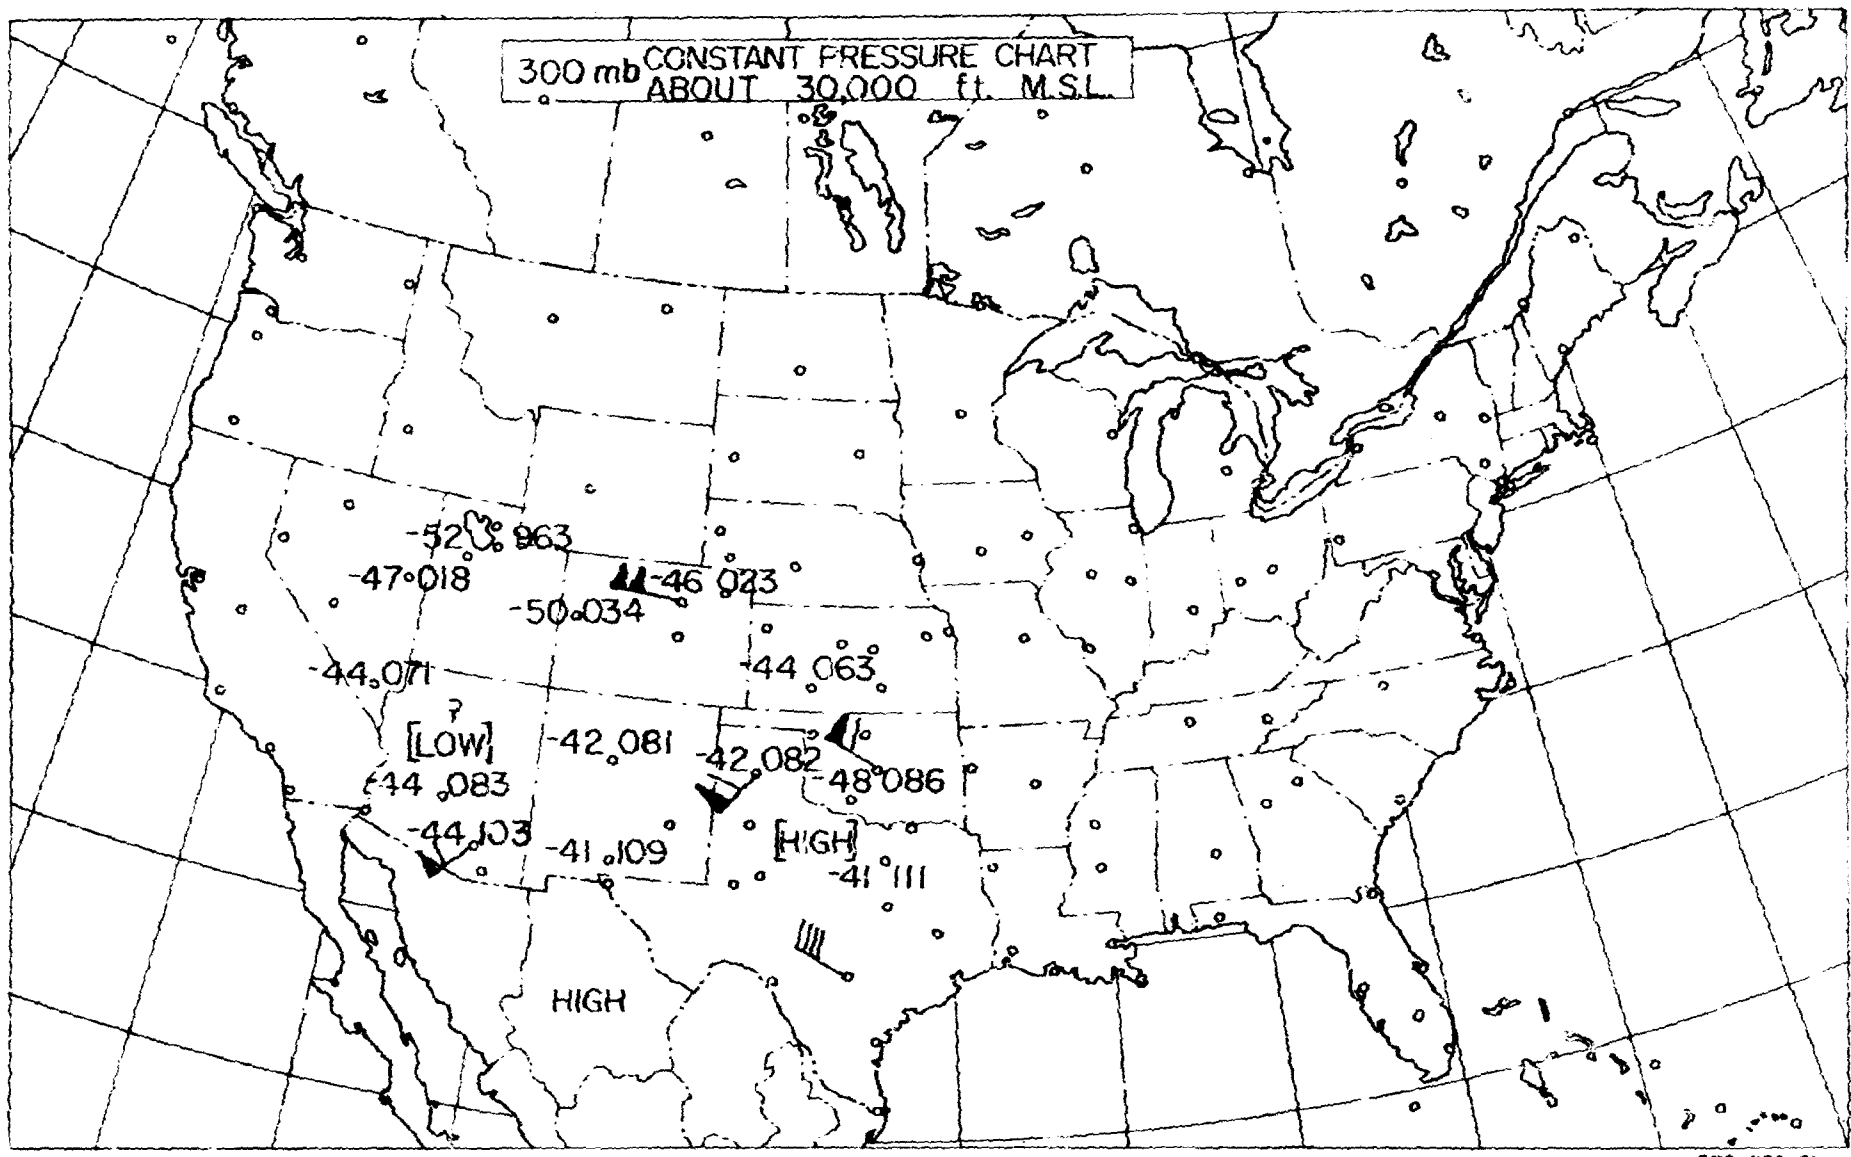 300 mb CONSTANT PRESSURE CHART
ABOUT 30,000 ft. M.S.L.
-52 963
-47 018
-46 023
-50 034
-44 071
-44 063
?
[LOW]
-42 081
-42 082
-44 083
-48 086
-44 103
[HIGH]
-41 109
-41 111
HIGH